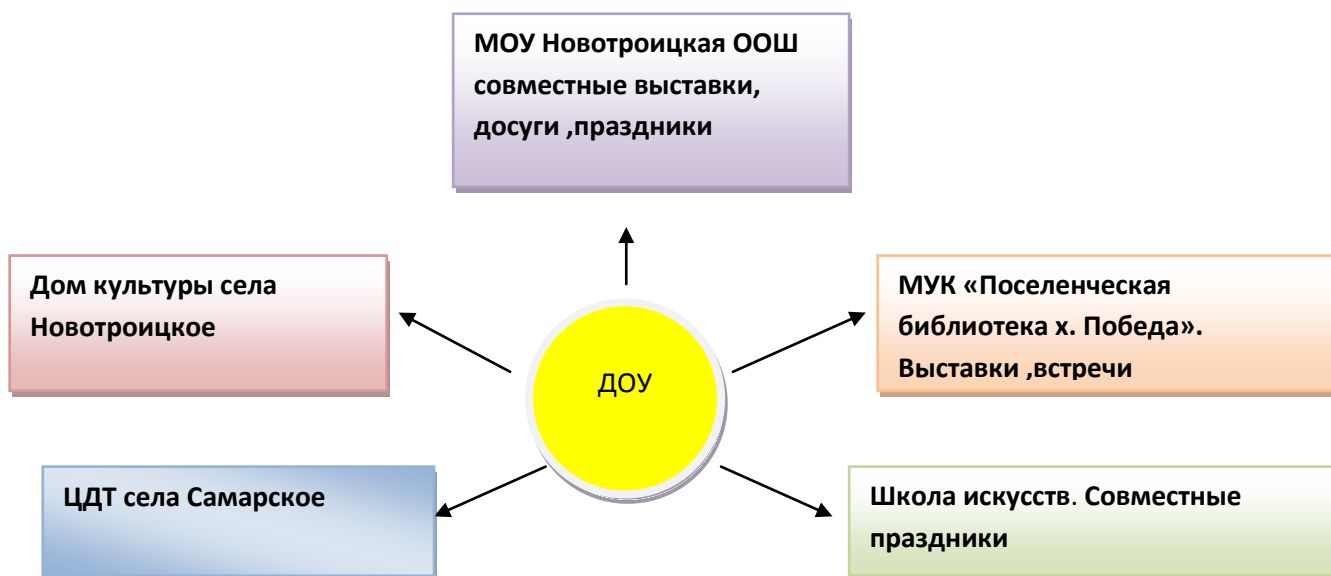 МОУ Новотроицкая ООШ
совместные выставки,
досуги ,праздники
Дом культуры села
Новотроицкое
МУК «Поселенческая
библиотека х. Победа».
Выставки ,встречи
ДОУ
ЦДТ села Самарское
Школа искусств. Совместные
праздники